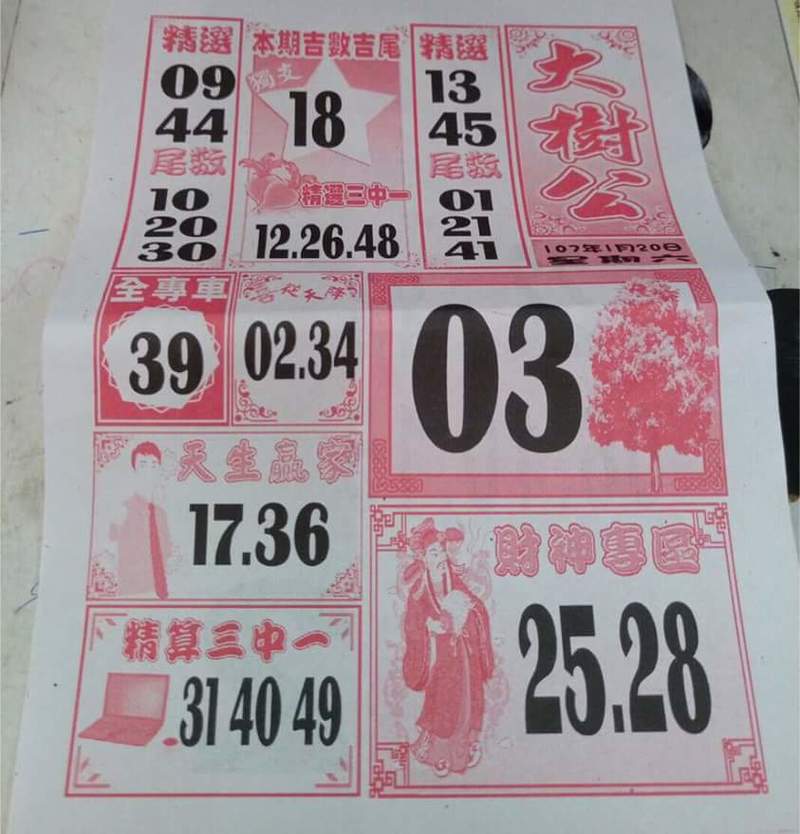 精選
09
44
尾数
10
20
30
本期吉數吉尾
獨支
18
精選三中一
12.26.48
精選
13
45
尾数
01
21
41
大樹公
107年1月20日
星期六
全專車
39
02.34
03
天生贏家
17.36
財神專區
25.28
精算三中一
31 40 49